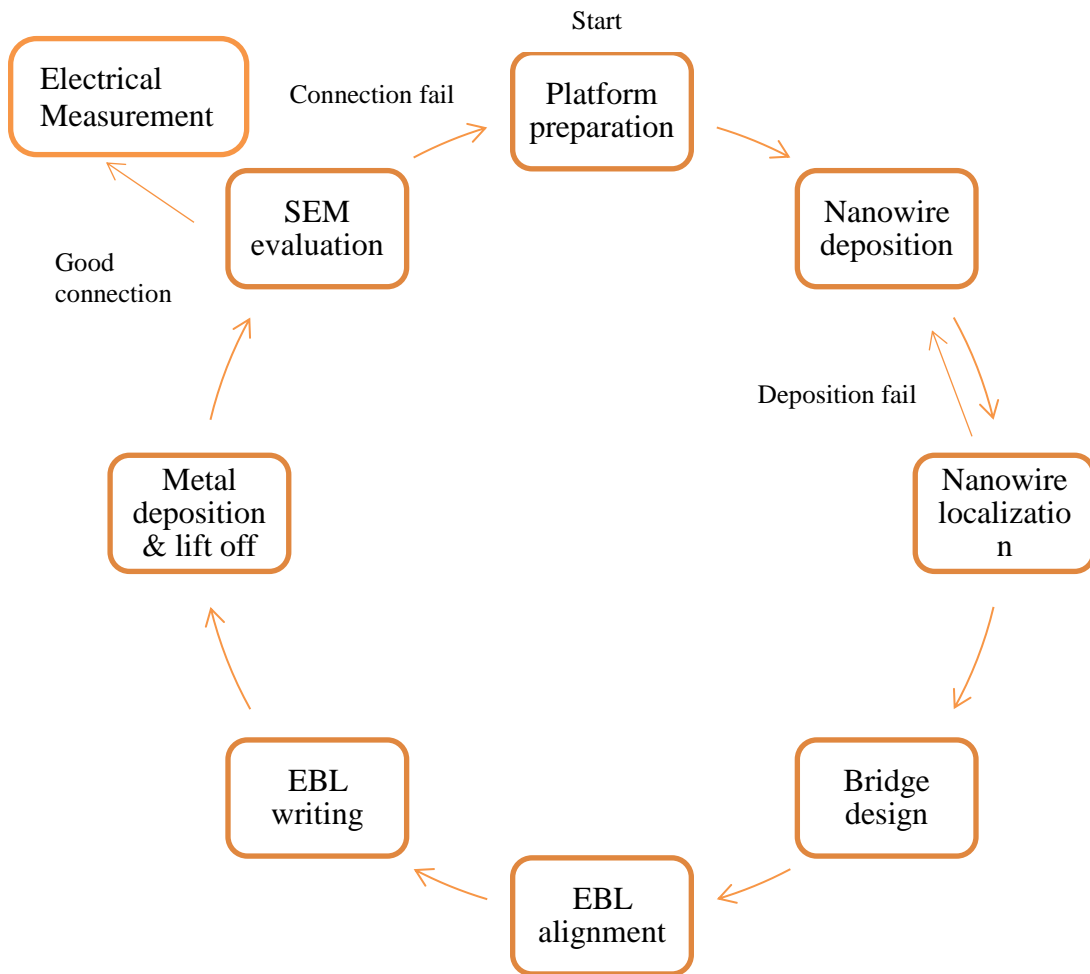 Start
Platform
preparation
Nanowire
deposition
Deposition fail
Nanowire
localizatio
n
Bridge
design
EBL
alignment
EBL
writing
Metal
deposition
& lift off
SEM
evaluation
Connection fail
Good
connection
Electrical
Measurement